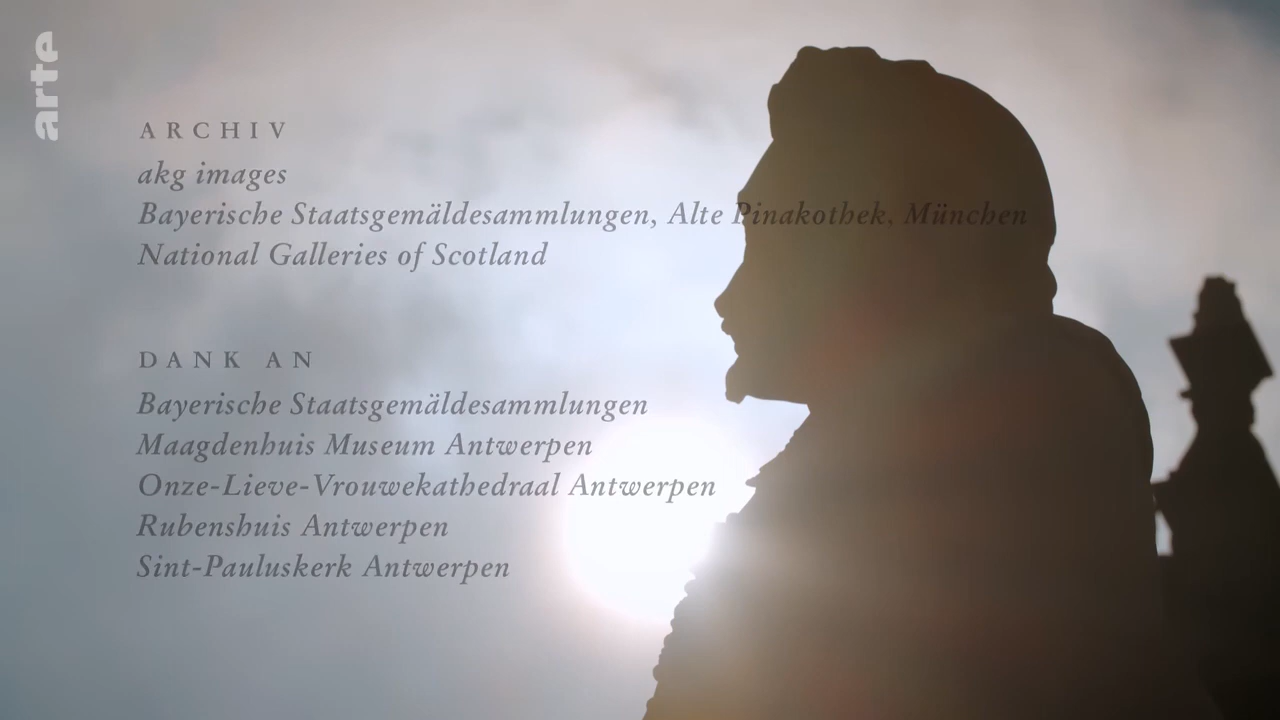 arte
ARCHIV
akg images
Bayerische Staatsgemäldesammlungen, Alte Pinakothek, München
National Galleries of Scotland
DANK AN
Bayerische Staatsgemäldesammlungen
Maagdenhuis Museum Antwerpen
Onze-Lieve-Vrouwekathedraal Antwerpen
Rubenshuis Antwerpen
Sint-Pauluskerk Antwerpen